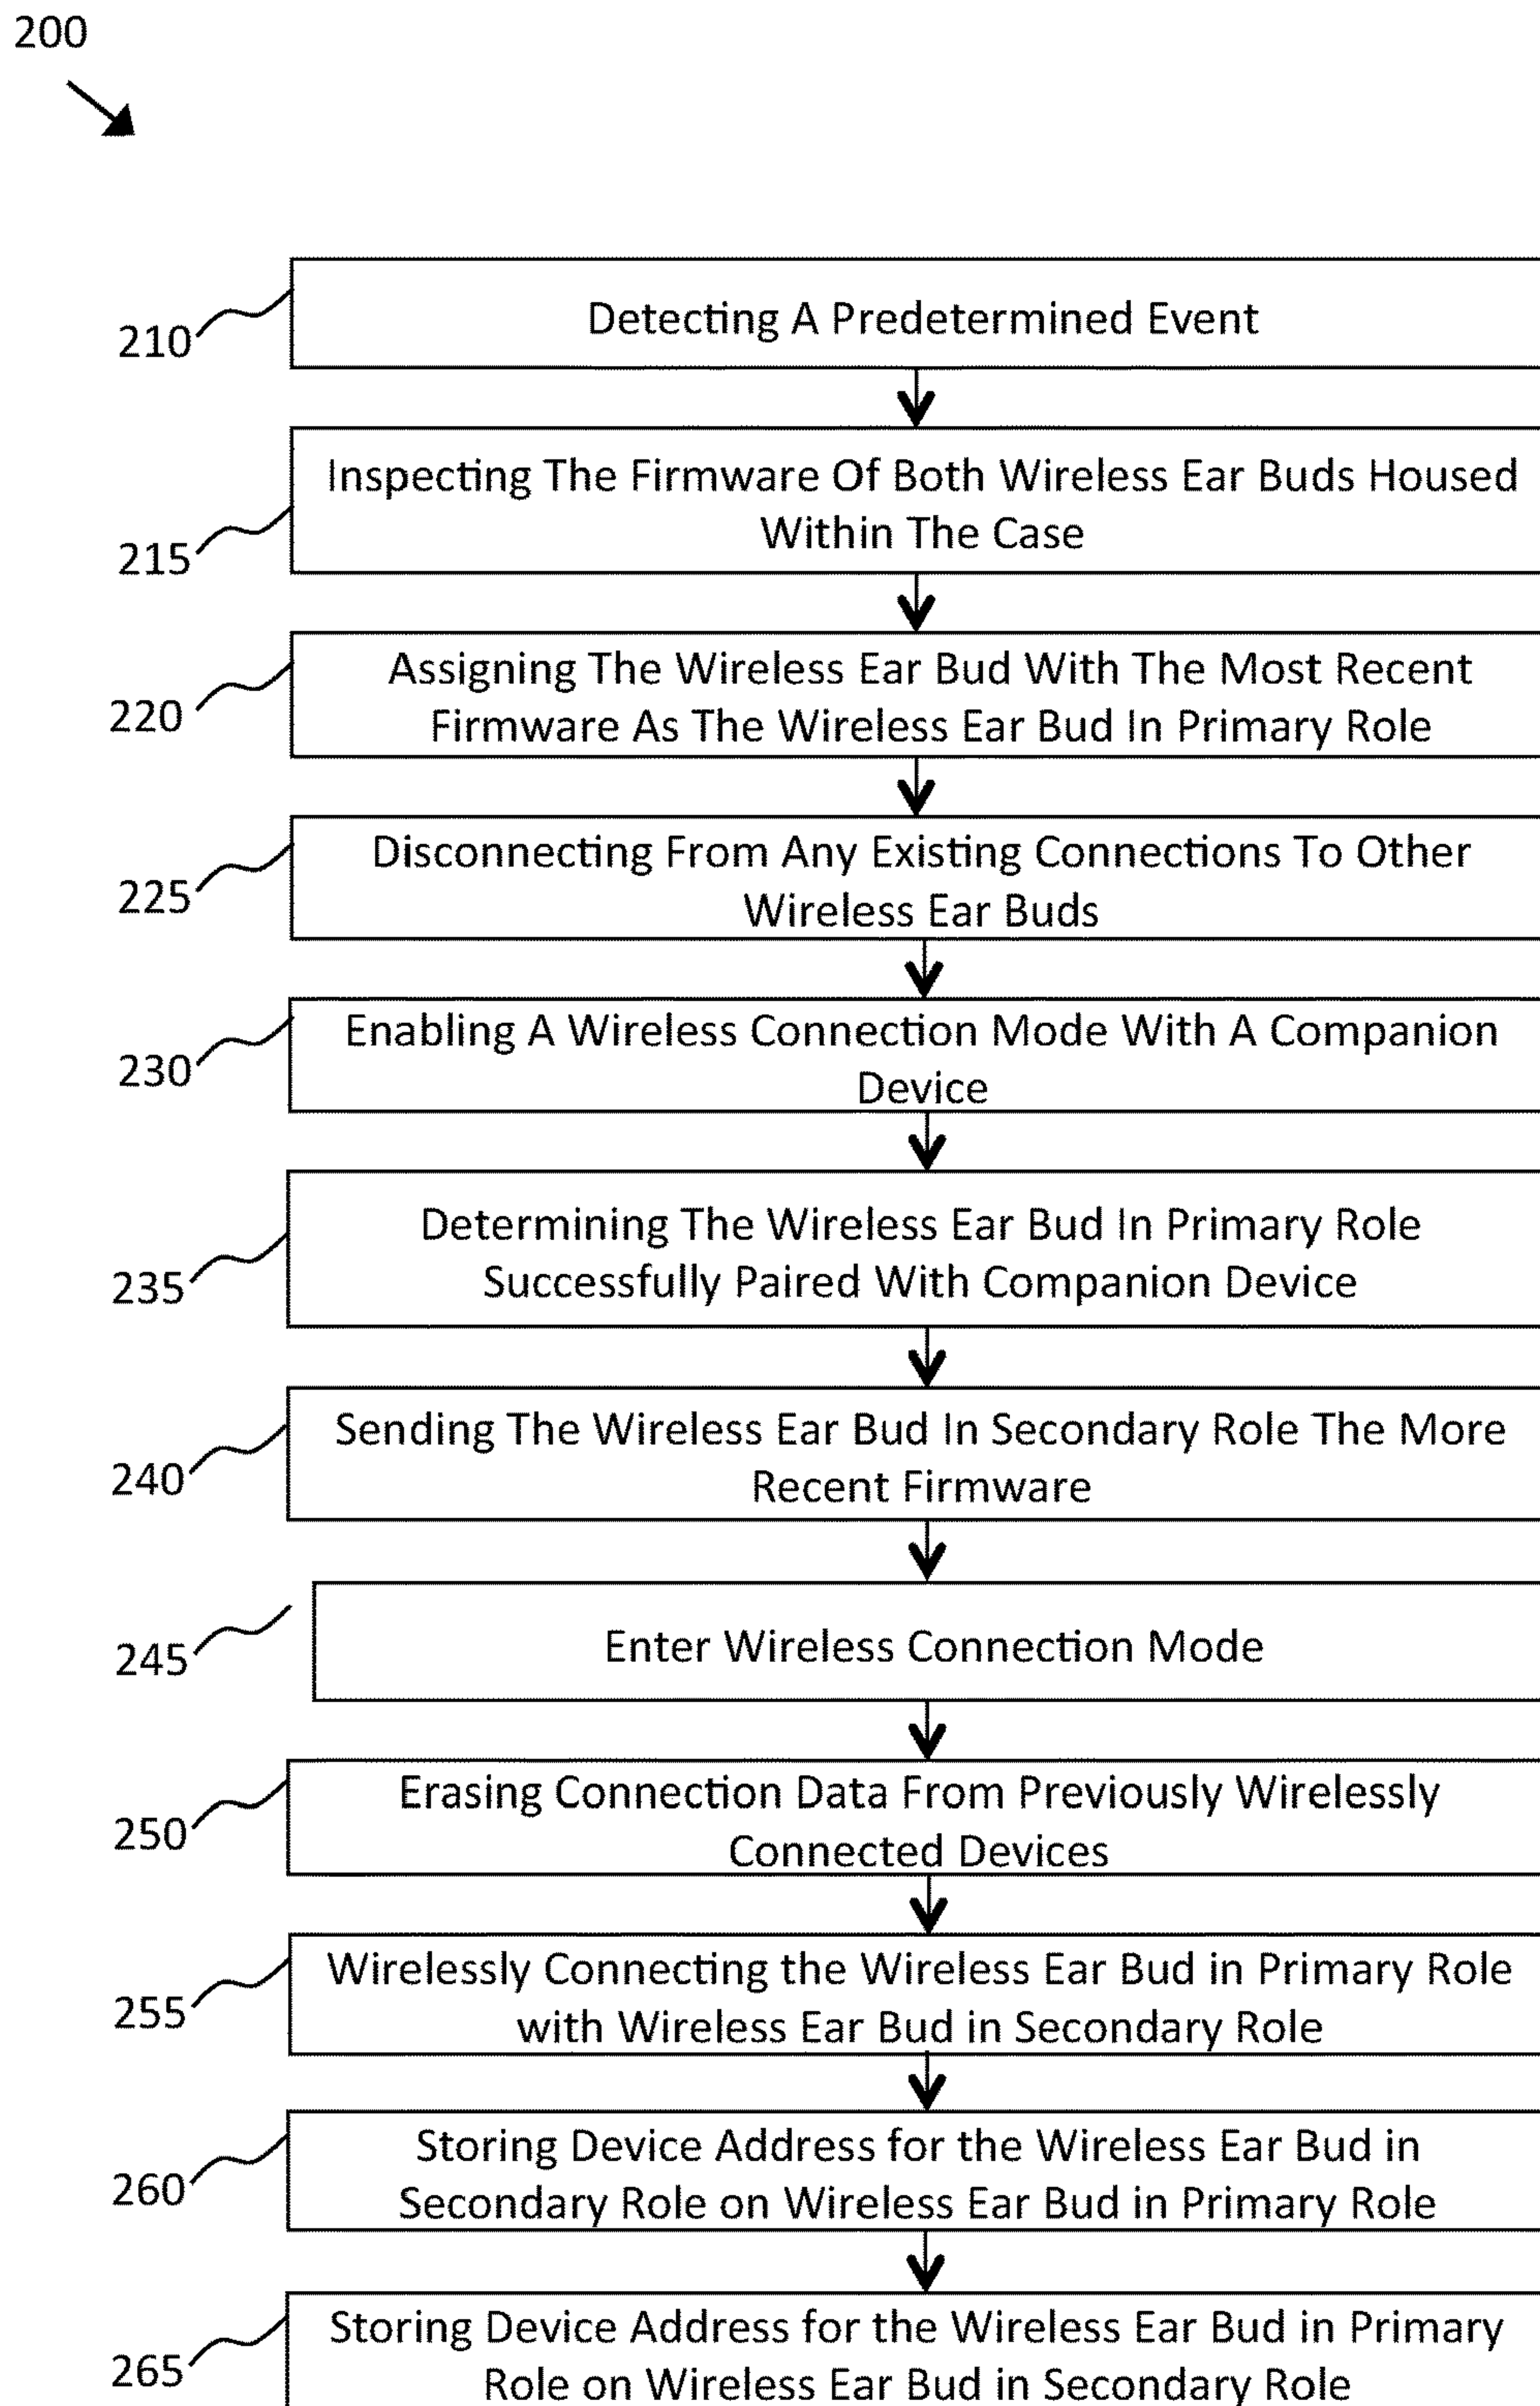 200
210
Detecting A Predetermined Event
215
Inspecting The Firmware Of Both Wireless Ear Buds Housed
Within The Case
220
Assigning The Wireless Ear Bud With The Most Recent
Firmware As The Wireless Ear Bud In Primary Role
225
Disconnecting From Any Existing Connections To Other
Wireless Ear Buds
230
Enabling A Wireless Connection Mode With A Companion
Device
235
Determining The Wireless Ear Bud In Primary Role
Successfully Paired With Companion Device
240
Sending The Wireless Ear Bud In Secondary Role The More
Recent Firmware
245
Enter Wireless Connection Mode
250
Erasing Connection Data From Previously Wirelessly
Connected Devices
255
Wirelessly Connecting the Wireless Ear Bud in Primary Role
with Wireless Ear Bud in Secondary Role
260
Storing Device Address for the Wireless Ear Bud in
Secondary Role on Wireless Ear Bud in Primary Role
265
Storing Device Address for the Wireless Ear Bud in Primary
Role on Wireless Ear Bud in Secondary Role